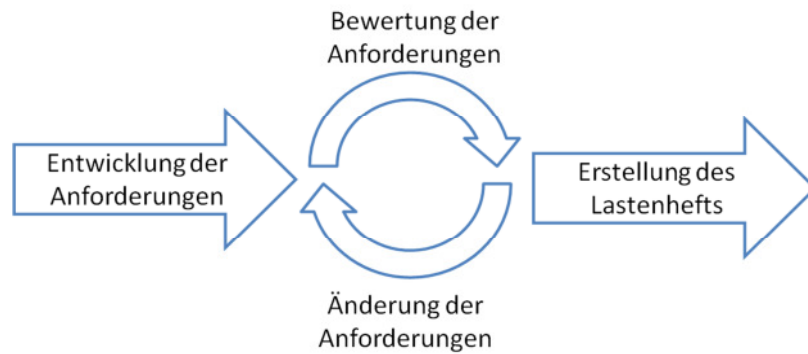 Bewertung der
Anforderungen
Entwicklung der
Anforderungen
Erstellung des
Lastenhefts
Änderung der
Anforderungen